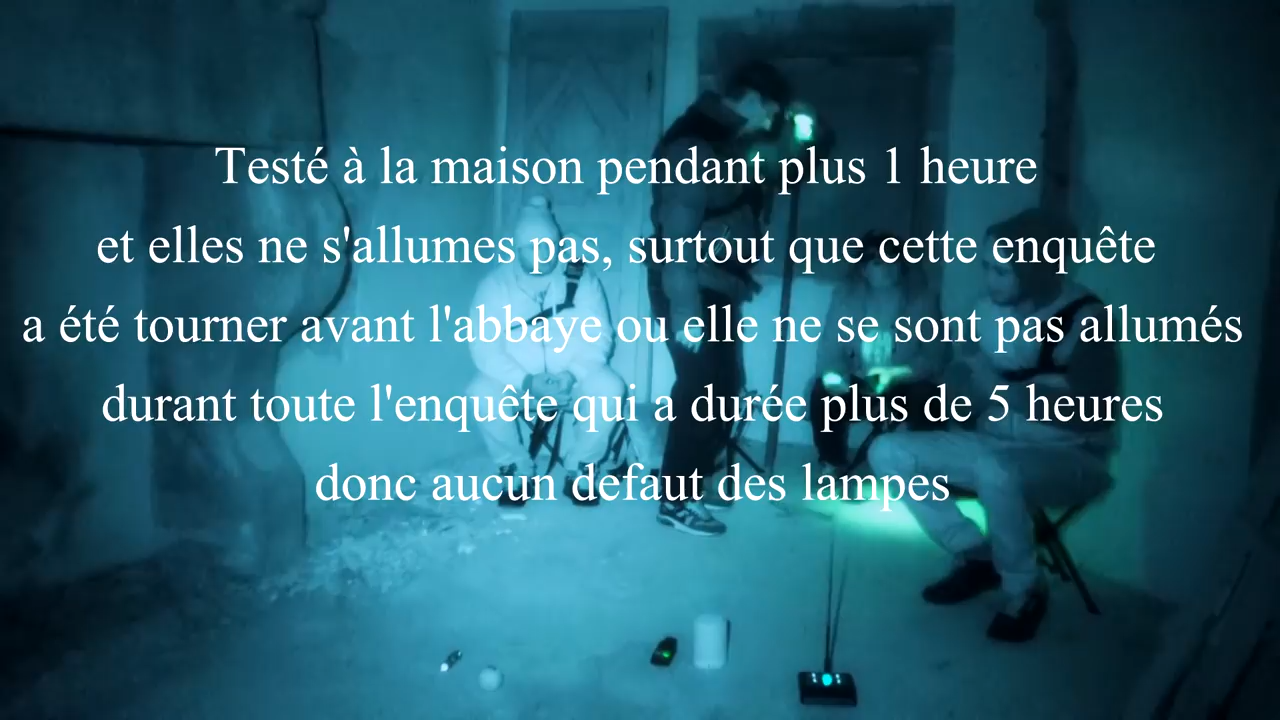 Testé à la maison pendant plus 1 heure
et elles ne s'allumes pas, surtout que cette enquête
a été tourner avant l'abbaye ou elle ne se sont pas allumés
durant toute l'enquête qui a durée plus de 5 heures
donc aucun defaut des lampes